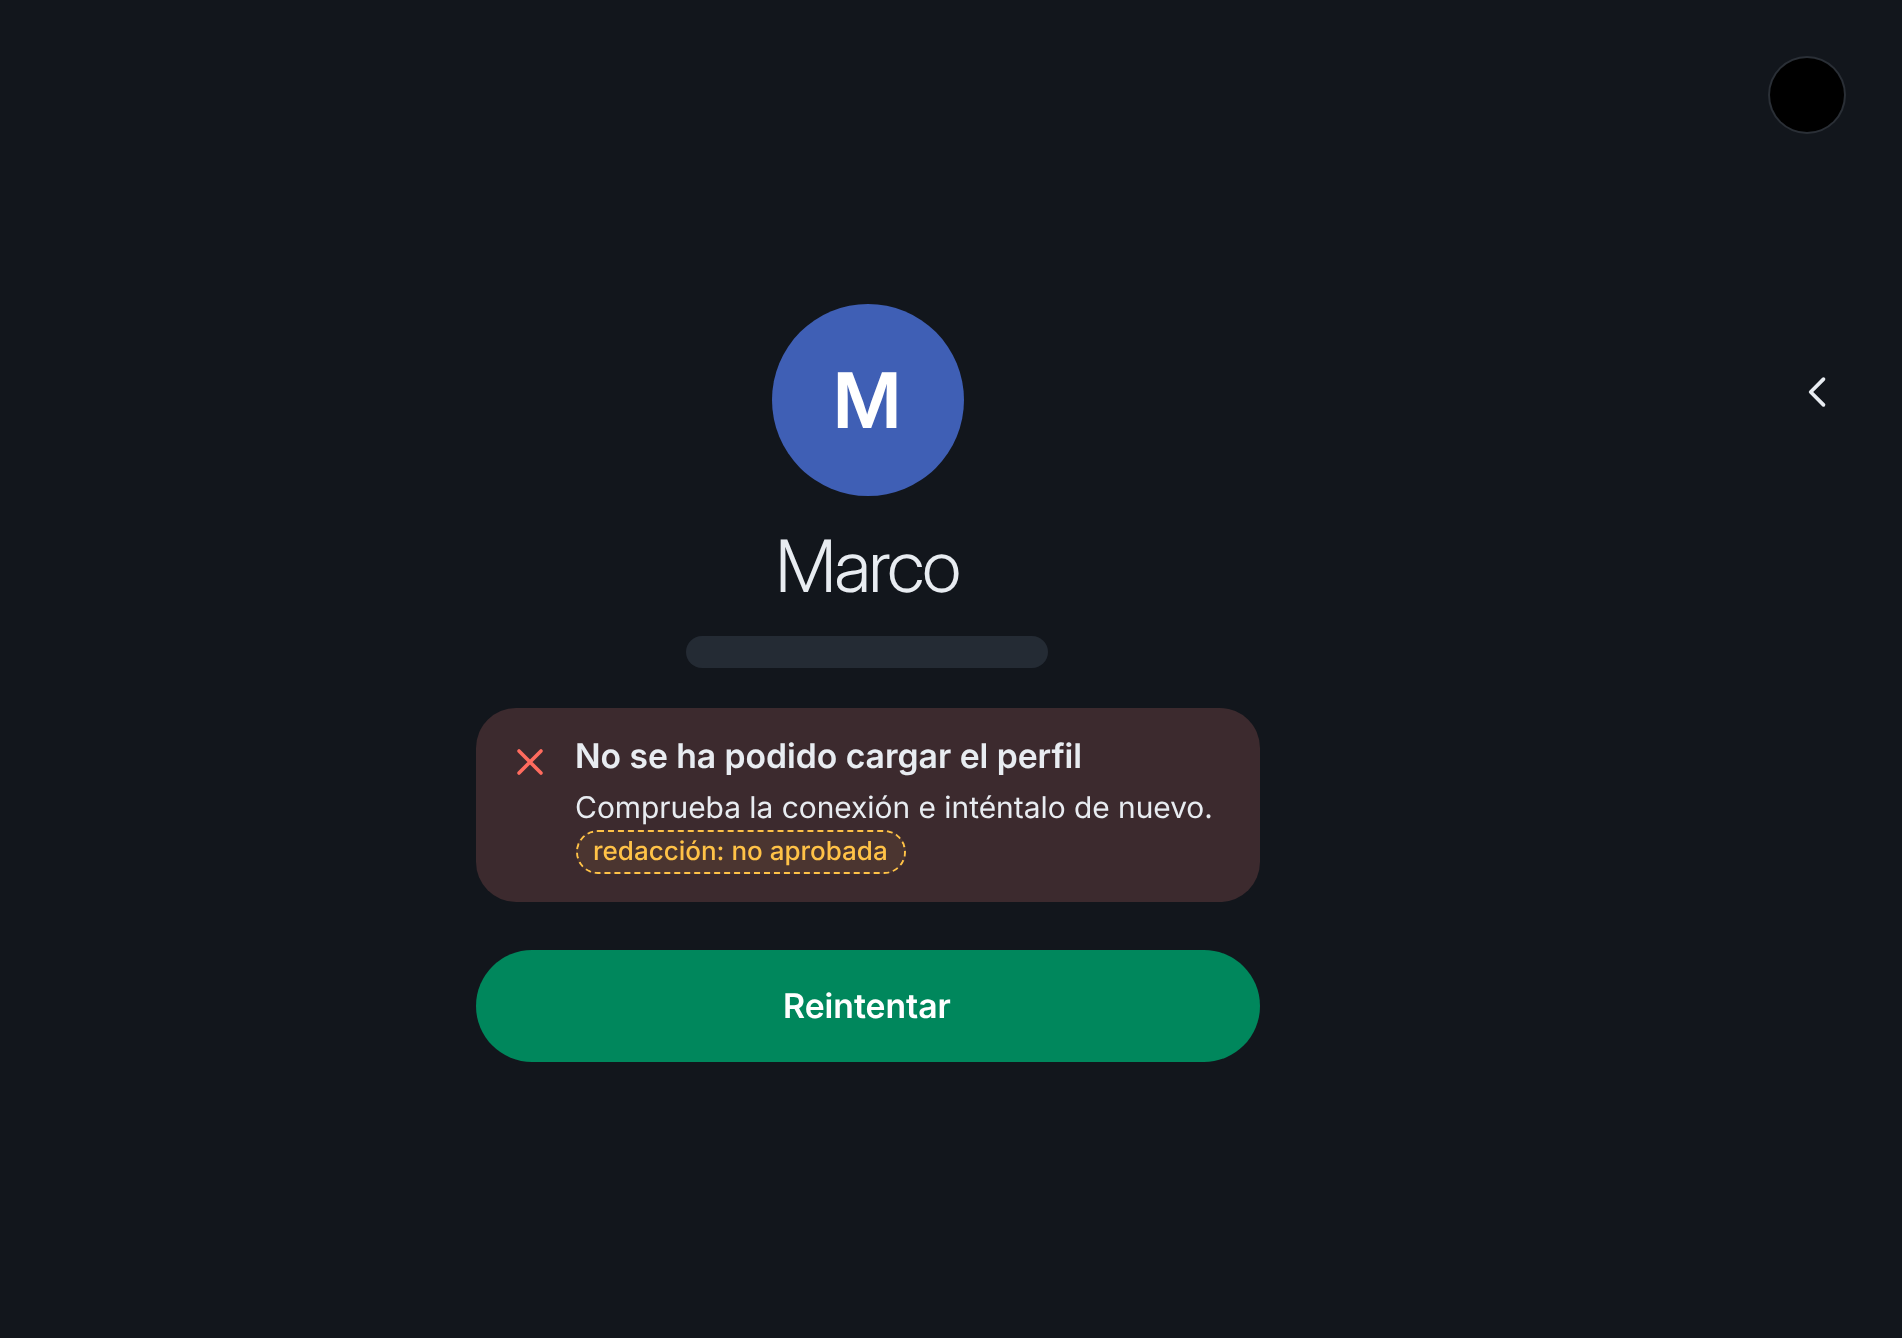 M
Marco
No se ha podido cargar el perfil
Comprueba la conexión e inténtalo de nuevo.
redacción: no aprobada
Reintentar